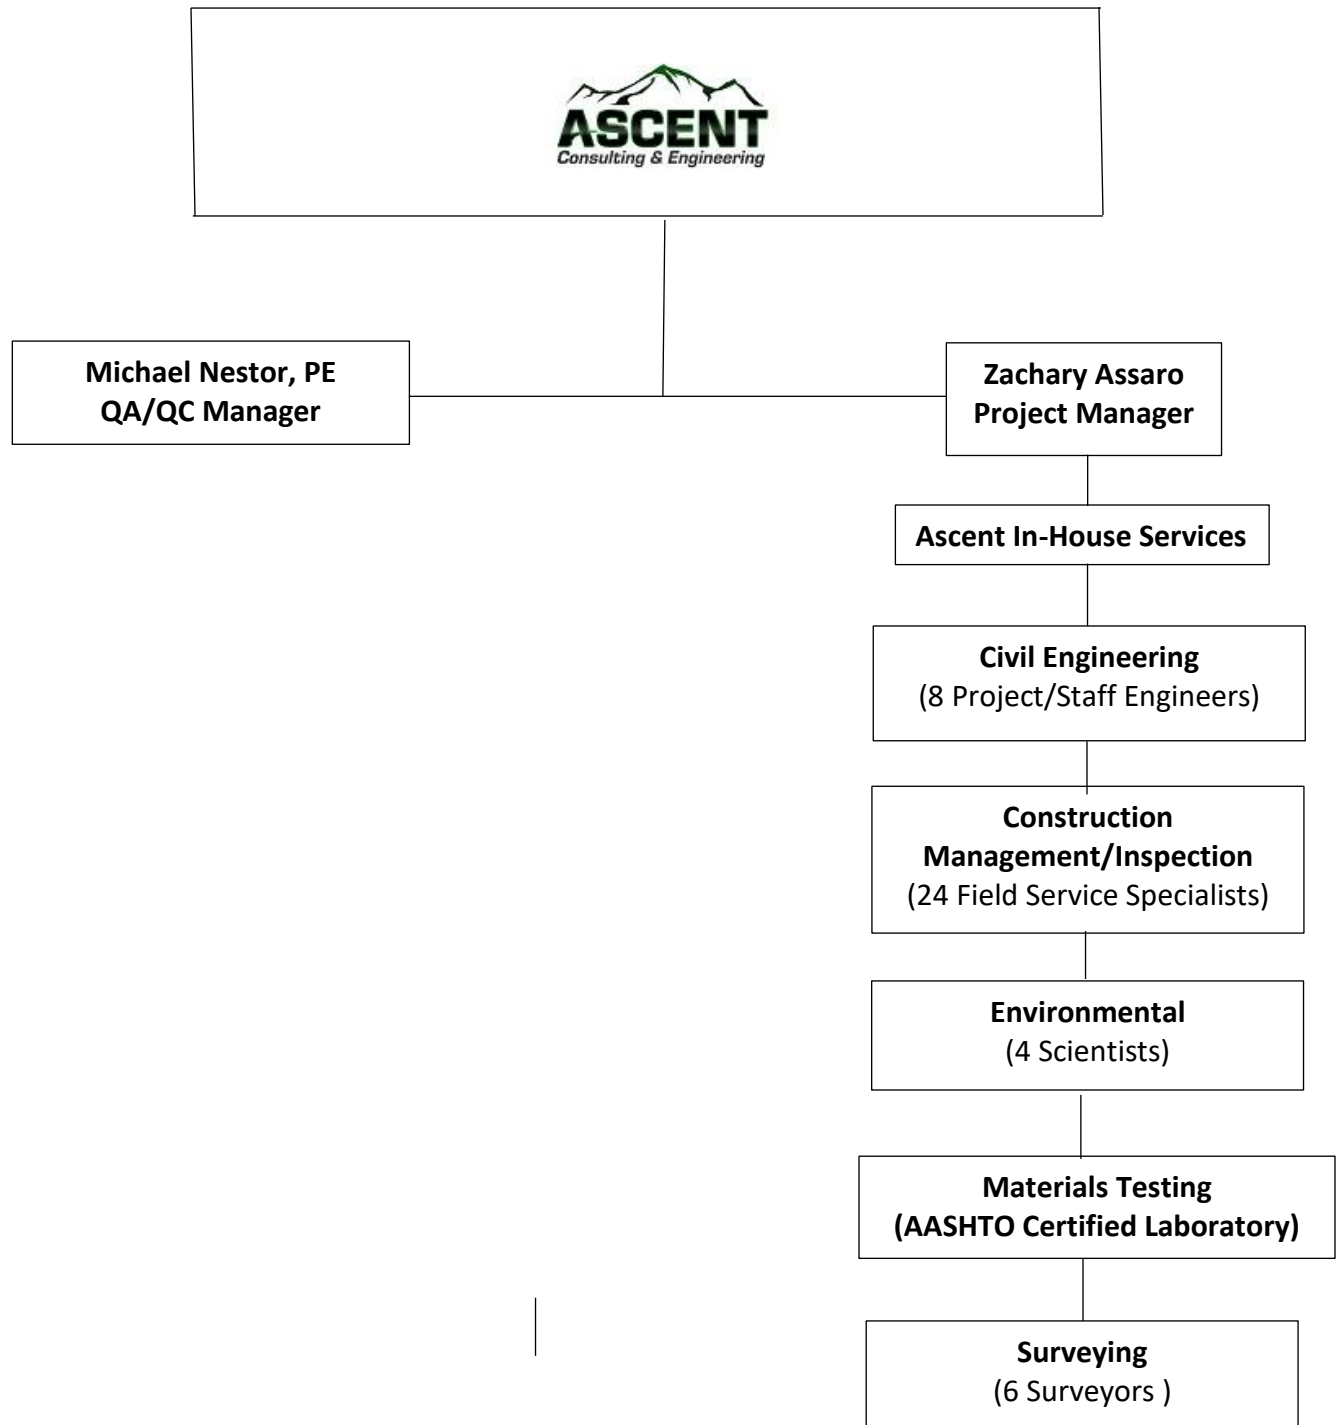 ASCENT
Consulting & Engineering
Michael Nestor, PE
QA/QC Manager
Zachary Assaro
Project Manager
Ascent In-House Services
Civil Engineering
(8 Project/Staff Engineers)
Construction
Management/Inspection
(24 Field Service Specialists)
Environmental
(4 Scientists)
Materials Testing
(AASHTO Certified Laboratory)
Surveying
(6 Surveyors )